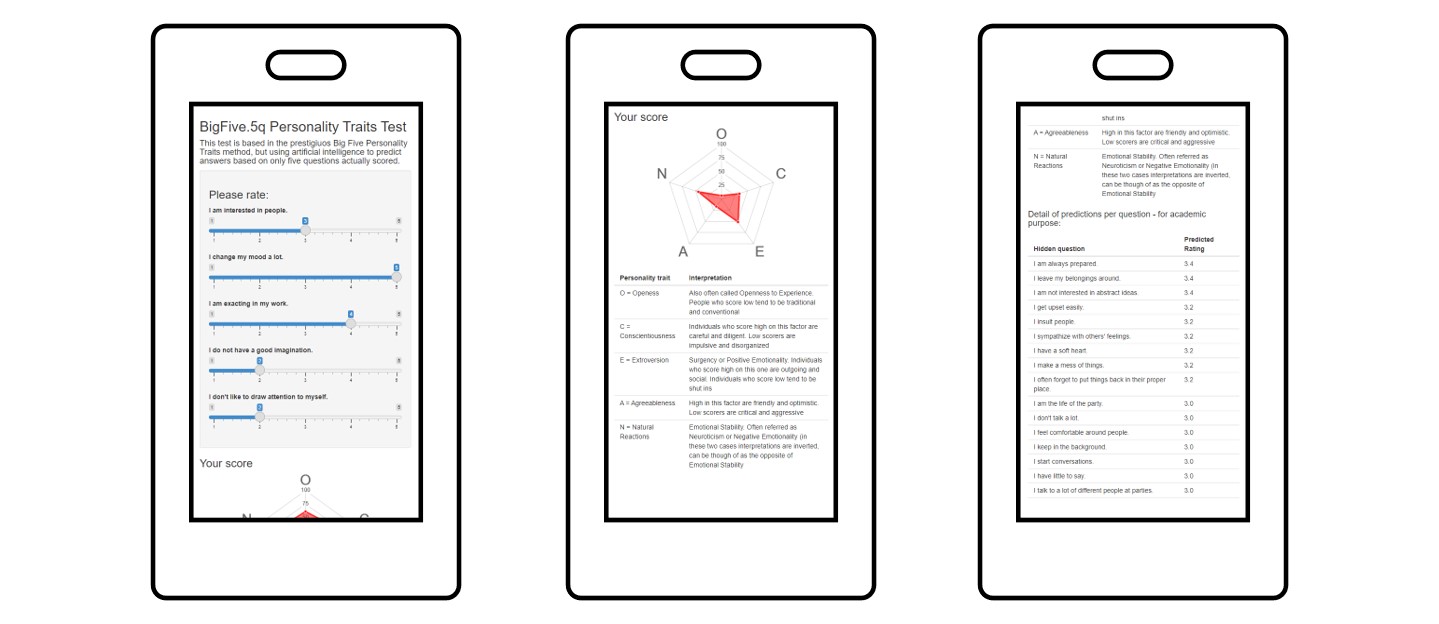 BigFive.5q Personality Traits Test
This test is based in the prestigiuos Big Five Personality
Traits method, but using artificial intelligence to predict
answers based on only five questions actually scored.
Please rate:
I am interested in people.
1 3 5
1 2 3 4 5
I change my mood a lot.
1 5
1 2 3 4 5
I am exacting in my work.
1 4 5
1 2 3 4 5
I do not have a good imagination.
1 2 5
1 2 3 4 5
I don't like to draw attention to myself.
1 2 5
1 2 3 4 5
Your score
O
100
75
N C
Your score
O
100
75
50
25
N C
A E
Personality trait Interpretation
O = Openess Also often called Openness to Experience.
People who score low tend to be traditional
and conventional
C = Individuals who score high on this factor are
Conscientiousness careful and diligent. Low scorers are
impulsive and disorganized
E = Extroversion Surgency or Positive Emotionality. Individuals
who score high on this one are outgoing and
social. Individuals who score low tend to be
shut ins
A = Agreeableness High in this factor are friendly and optimistic.
Low scorers are critical and aggressive
N = Natural Emotional Stability. Often referred as
Reactions Neuroticism or Negative Emotionality (in
these two cases interpretations are inverted,
can be though of as the opposite of
Emotional Stability
shut ins
A = Agreeableness High in this factor are friendly and optimistic.
Low scorers are critical and aggressive
N = Natural Emotional Stability. Often referred as
Reactions Neuroticism or Negative Emotionality (in
these two cases interpretations are inverted,
can be though of as the opposite of
Emotional Stability
Detail of predictions per question - for academic
purpose:
Predicted
Hidden question Rating
I am always prepared. 3.4
I leave my belongings around. 3.4
I am not interested in abstract ideas. 3.4
I get upset easily. 3.2
I insult people. 3.2
I sympathize with others' feelings. 3.2
I have a soft heart. 3.2
I make a mess of things. 3.2
I often forget to put things back in their proper 3.2
place.
I am the life of the party. 3.0
I don't talk a lot. 3.0
I feel comfortable around people. 3.0
I keep in the background. 3.0
I start conversations. 3.0
I have little to say. 3.0
I talk to a lot of different people at parties. 3.0